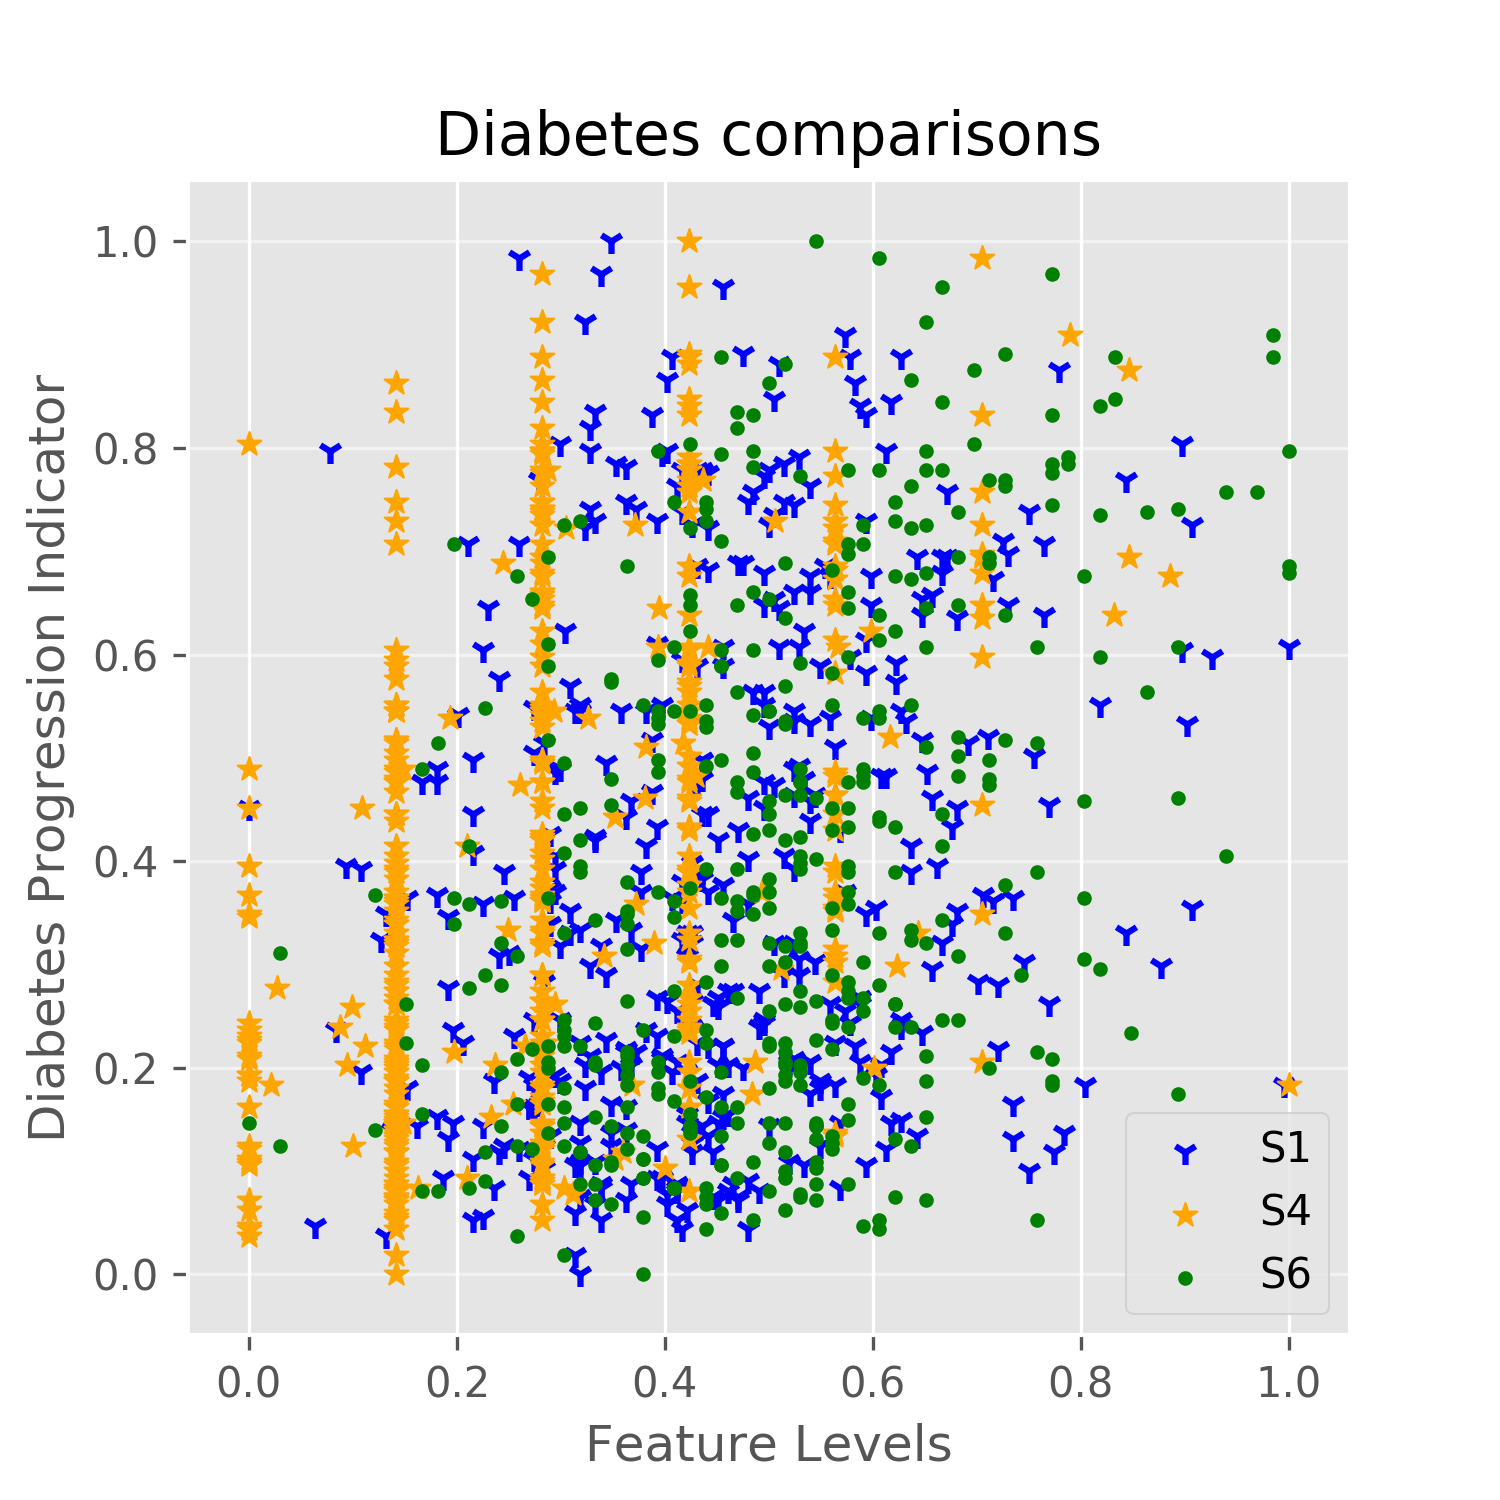 Diabetes comparisons
Diabetes Progression Indicator
1.0
0.8
0.6
0.4
0.2
0.0
S1
S4
S6
0.0 0.2 0.4 0.6 0.8 1.0
Feature Levels